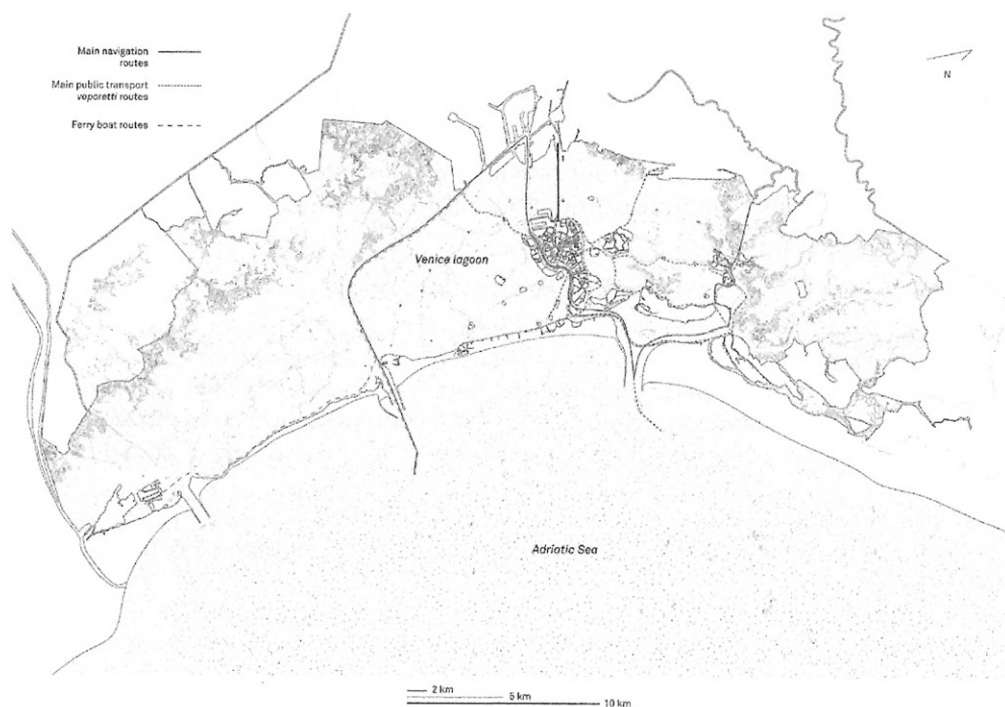 Main navigation
routes
Main public transport
vaporetti routes
Ferry boat routes
N
Venice lagoon
Adriatic Sea
2 km
5 km
10 km